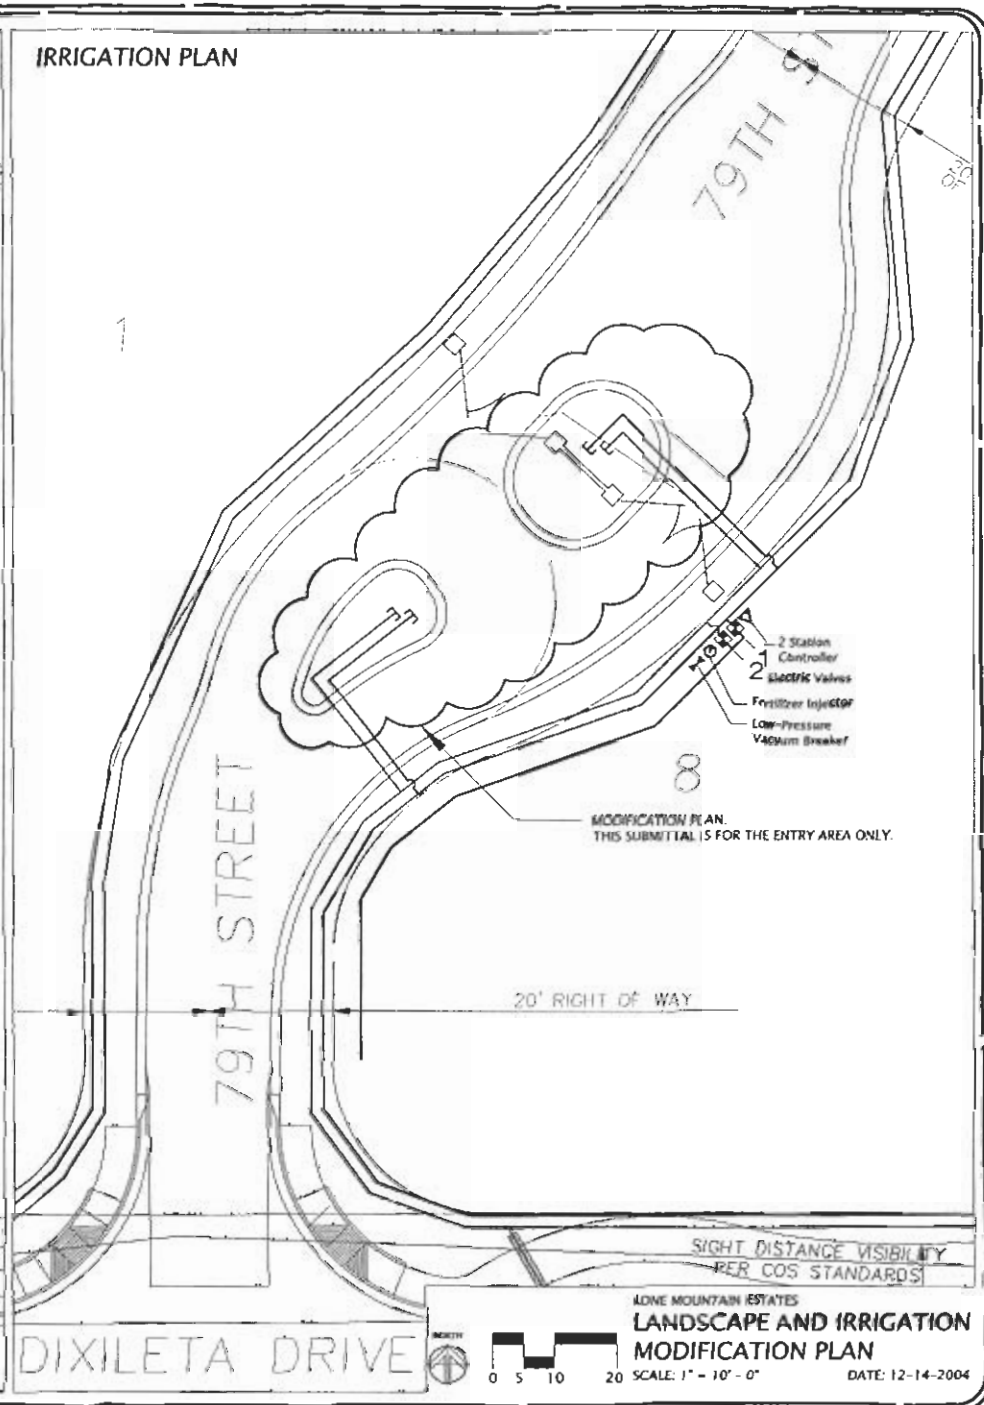 IRRIGATION PLAN
79TH ST
1
2 Station
Controller
1
2
Electric Valves
Fertilizer Injector
Low-Pressure
Vacuum Breaker
8
MODIFICATION PLAN.
THIS SUBMITTAL IS FOR THE ENTRY AREA ONLY.
79TH STREET
20' RIGHT OF WAY
SIGHT DISTANCE VISIBILITY
PER COS STANDARDS
DIXILETA DRIVE
NORTH
0 5 10 20
LONE MOUNTAIN ESTATES
LANDSCAPE AND IRRIGATION
MODIFICATION PLAN
SCALE: 1" = 10' - 0" DATE: 12-14-2004